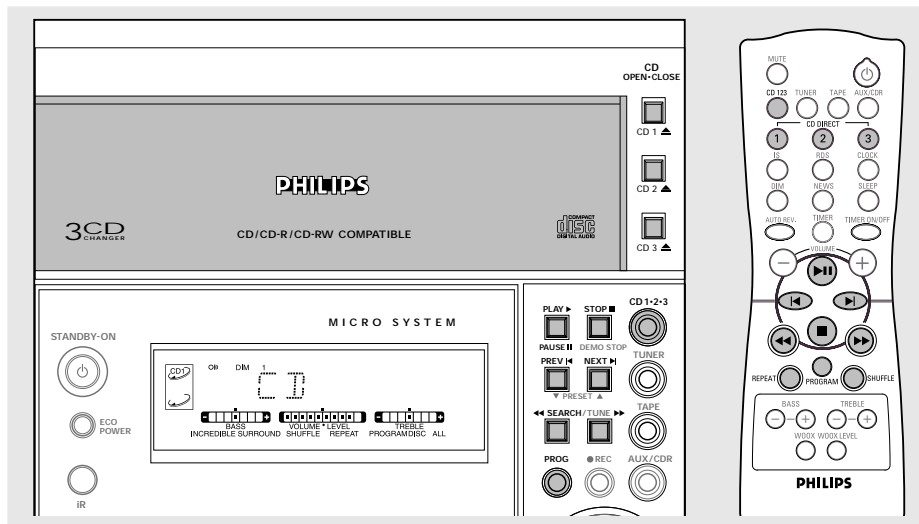 CD
OPEN•CLOSE
CD 1 ⏏
CD 2 ⏏
CD 3 ⏏
PHILIPS
3CD
CHANGER
CD/CD-R/CD-RW COMPATIBLE
COMPACT
disc
DIGITAL AUDIO
MICRO SYSTEM
STANDBY-ON
ECO
POWER
iR
CD1
DIM 1
CD
BASS VOLUME • LEVEL TREBLE
INCREDIBLE SURROUND SHUFFLE REPEAT PROGRAM DISC ALL
PLAY ▶ STOP ■ CD 1•2•3
PAUSE II DEMO STOP
PREV |◀ NEXT ▶| TUNER
▼ PRESET ▲
◀◀ SEARCH/TUNE ▶▶ TAPE
PROG ● REC AUX/CDR
MUTE
CD 123 TUNER TAPE AUX/CDR
CD DIRECT
1 2 3
IS RDS CLOCK
DIM NEWS SLEEP
AUTO REV. TIMER TIMER ON/OFF
− VOLUME +
▶II
|◀ ▶|
◀◀ ■ ▶▶
REPEAT PROGRAM SHUFFLE
BASS TREBLE
− + − +
WOOX WOOX LEVEL
PHILIPS